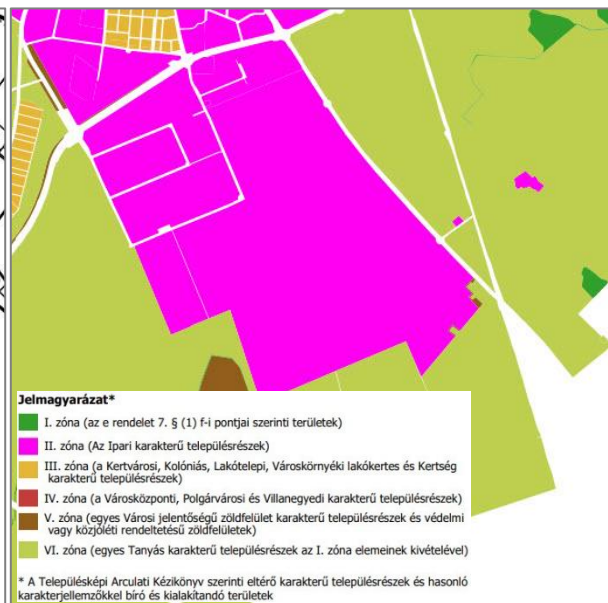 Jelmagyarázat*
I. zóna (az e rendelet 7. § (1) f-i pontjai szerinti területek)
II. zóna (Az Ipari karakterű településrészek)
III. zóna (a Kertvárosi, Kolóniás, Lakótelepi, Városkörnyéki lakókertes és Kertség
karakterű településrészek)
IV. zóna (a Városközponti, Polgárvárosi és Villanegyedi karakterű településrészek)
V. zóna (egyes Városi jelentőségű zöldfelület karakterű településrészek és védelmi
vagy közjóléti rendeltetésű zöldfelületek)
VI. zóna (egyes Tanyás karakterű településrészek az I. zóna elemeinek kivételével)
* A Településképi Arculati Kézikönyv szerinti eltérő karakterű településrészek és hasonló
karakterjellemzőkkel bíró és kialakítandó területek